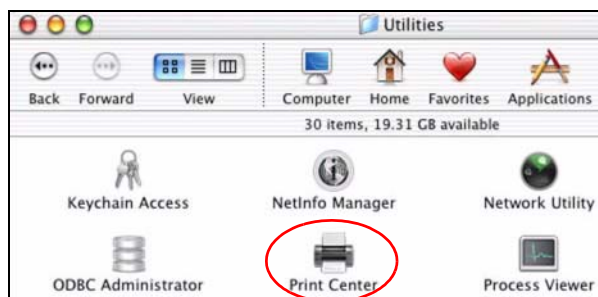 Utilities
Back Forward View Computer Home Favorites Applications
30 items, 19.31 GB available
Keychain Access NetInfo Manager Network Utility
ODBC Administrator Print Center Process Viewer